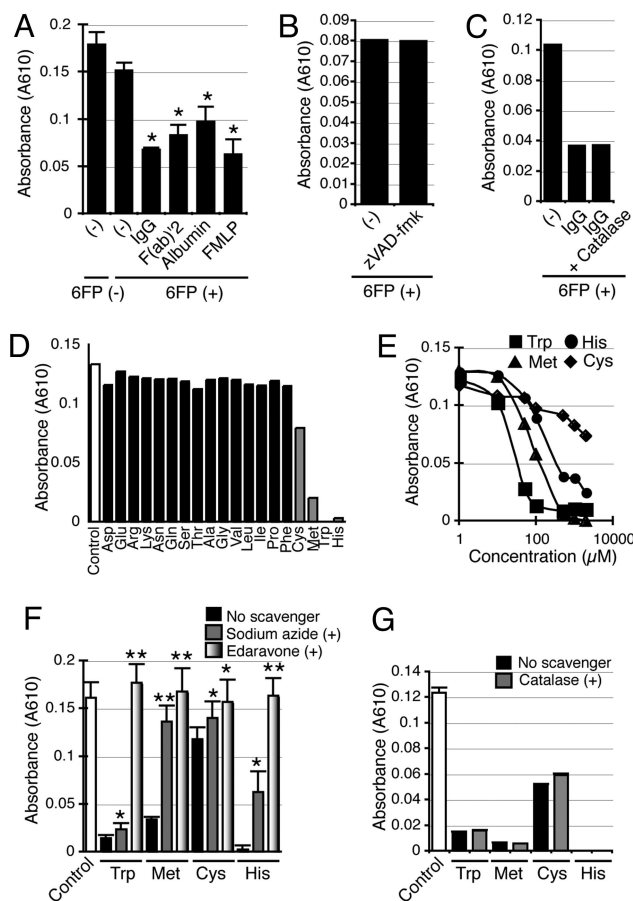 A
Absorbance (A610)
0.2
0.15
0.1
0.05
0
* * * *
(-) (-) IgG F(ab)'2 Albumin FMLP
6FP (-) 6FP (+)
B
Absorbance (A610)
0.09
0.08
0.07
0.06
0.05
0.04
0.03
0.02
0.01
0
(-) zVAD-fmk
6FP (+)
C
Absorbance (A610)
0.12
0.1
0.08
0.06
0.04
0.02
0
(-) IgG IgG + Catalase
6FP (+)
D
Absorbance (A610)
0.15
0.1
0.05
0
Control Asp Glu Arg Lys Asn Gln Ser Thr Ala Gly Val Leu Ile Pro Phe Cys Met Trp His
E
Trp His
Met Cys
Absorbance (A610)
0.15
0.1
0.05
0
1 100 10000
Concentration (µM)
F
No scavenger
Sodium azide (+)
Edaravone (+)
Absorbance (A610)
0.2
0.15
0.1
0.05
0
* ** ** ** * * * **
Control Trp Met Cys His
G
No scavenger
Catalase (+)
Absorbance (A610)
0.14
0.12
0.10
0.08
0.06
0.04
0.02
0
Control Trp Met Cys His